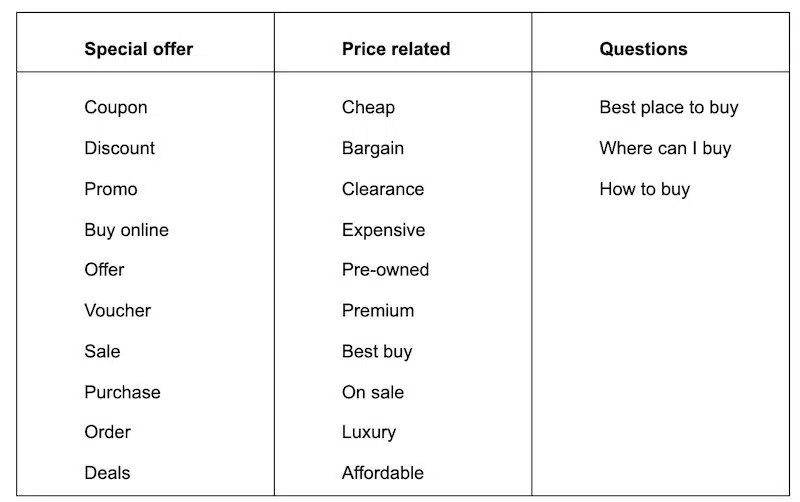 Special offer Price related Questions
Coupon Cheap Best place to buy
Discount Bargain Where can I buy
Promo Clearance How to buy
Buy online Expensive
Offer Pre-owned
Voucher Premium
Sale Best buy
Purchase On sale
Order Luxury
Deals Affordable